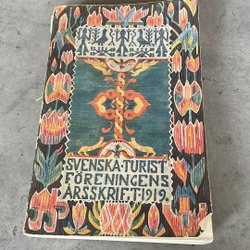 SVENSKA·TURIST
FÖRENINGENS
ÅRSSKRIFT·1919·